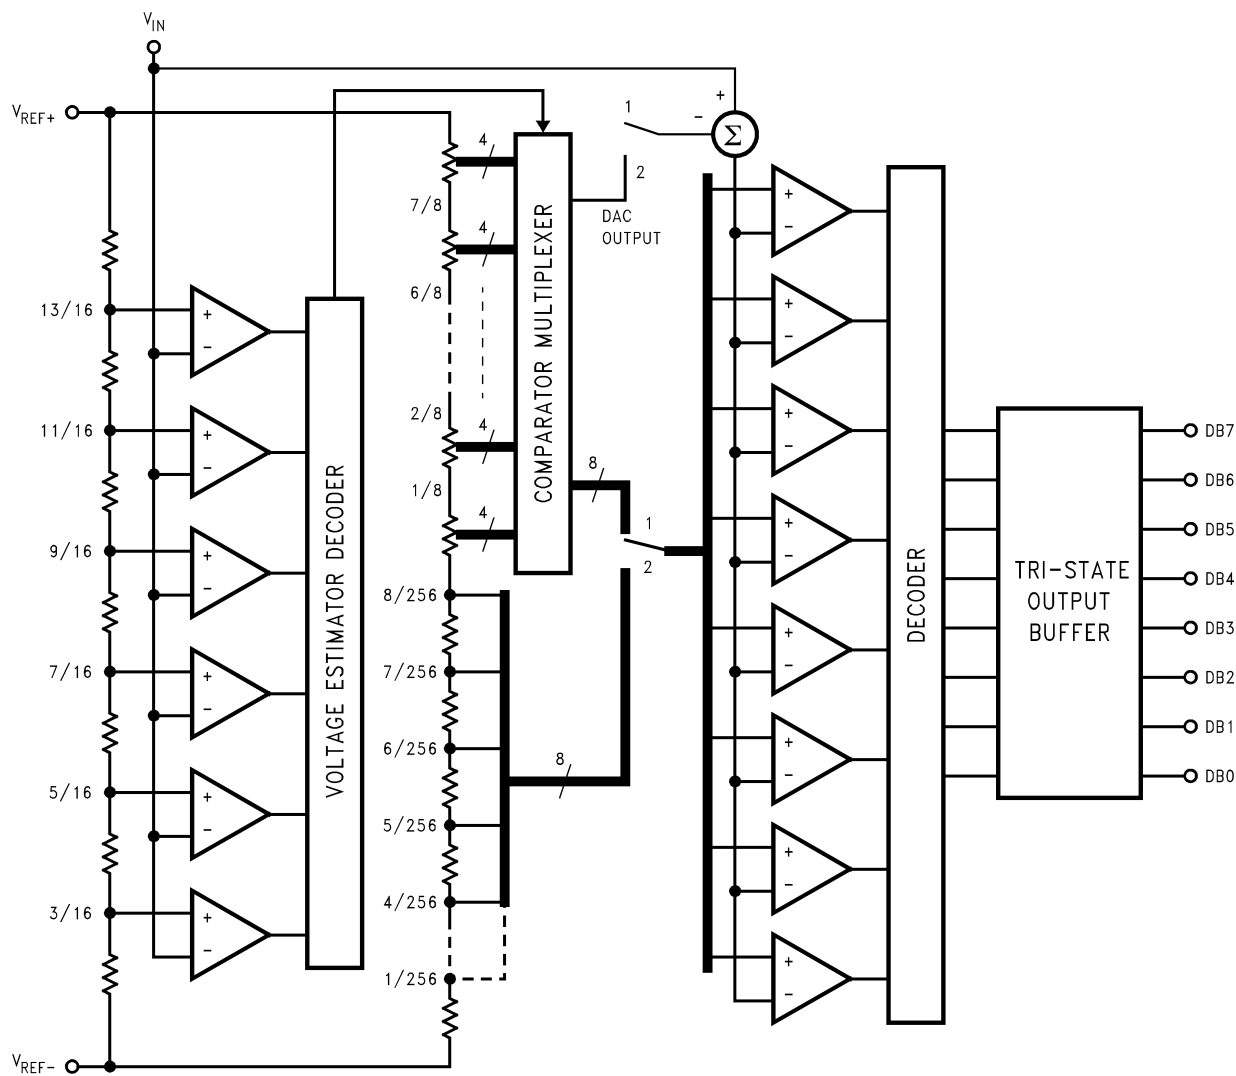 VIN
VREF+
13/16
11/16
9/16
7/16
5/16
3/16
VREF-
+
-
+
-
+
-
+
-
+
-
+
-
VOLTAGE ESTIMATOR DECODER
4
7/8
4
6/8
2/8
4
1/8
4
8/256
7/256
6/256
5/256
4/256
1/256
COMPARATOR MULTIPLEXER
1
2
DAC
OUTPUT
+
-
Σ
8
1
2
8
+
-
+
-
+
-
+
-
+
-
+
-
+
-
+
-
DECODER
TRI-STATE
OUTPUT
BUFFER
DB7
DB6
DB5
DB4
DB3
DB2
DB1
DB0